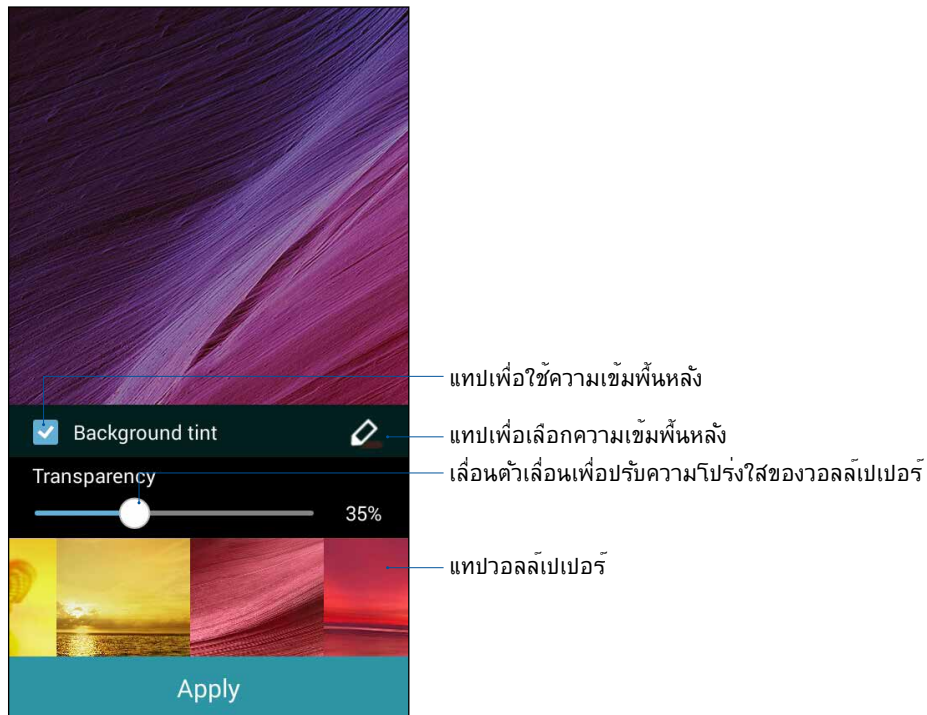 แทปเพื่อใช้ความเข้มพื้นหลัง
Background tint
แทปเพื่อเลือกความเข้มพื้นหลัง
Transparency
เลื่อนตัวเลื่อนเพื่อปรับความโปร่งใสของวอลล์เปเปอร์
35%
แทปวอลล์เปเปอร์
Apply